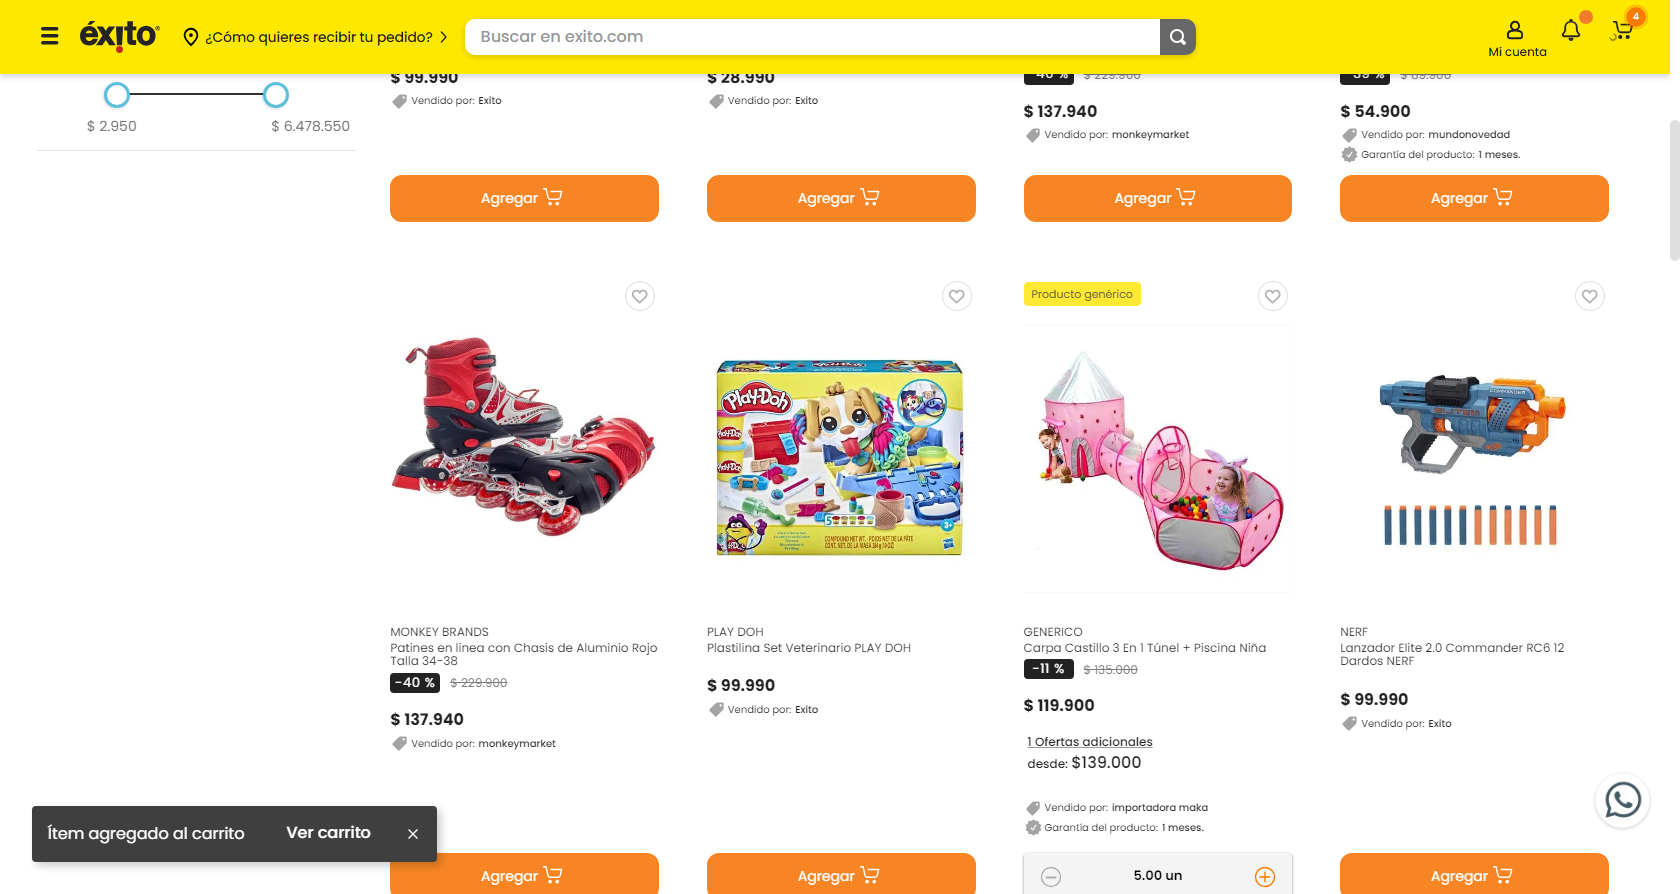 éxito
¿Cómo quieres recibir tu pedido?
Buscar en exito.com
Mi cuenta
4
$ 2.950
$ 6.478.550
$ 99.990
Vendido por: Exito
Agregar
$ 28.990
Vendido por: Exito
Agregar
-40 % $ 229.900
$ 137.940
Vendido por: monkeymarket
Agregar
-39 % $ 89.900
$ 54.900
Vendido por: mundonovedad
Garantía del producto: 1 meses.
Agregar
MONKEY BRANDS
Patines en linea con Chasis de Aluminio Rojo
Talla 34-38
-40 % $ 229.900
$ 137.940
Vendido por: monkeymarket
Agregar
Play-Doh
3+
PLAY DOH
Plastilina Set Veterinario PLAY DOH
$ 99.990
Vendido por: Exito
Agregar
Producto genérico
GENERICO
Carpa Castillo 3 En 1 Túnel + Piscina Niña
-11 % $ 135.000
$ 119.900
1 Ofertas adicionales
desde: $139.000
Vendido por: importadora maka
Garantía del producto: 1 meses.
5.00 un
NERF
Lanzador Elite 2.0 Commander RC6 12
Dardos NERF
$ 99.990
Vendido por: Exito
Agregar
Ítem agregado al carrito
Ver carrito